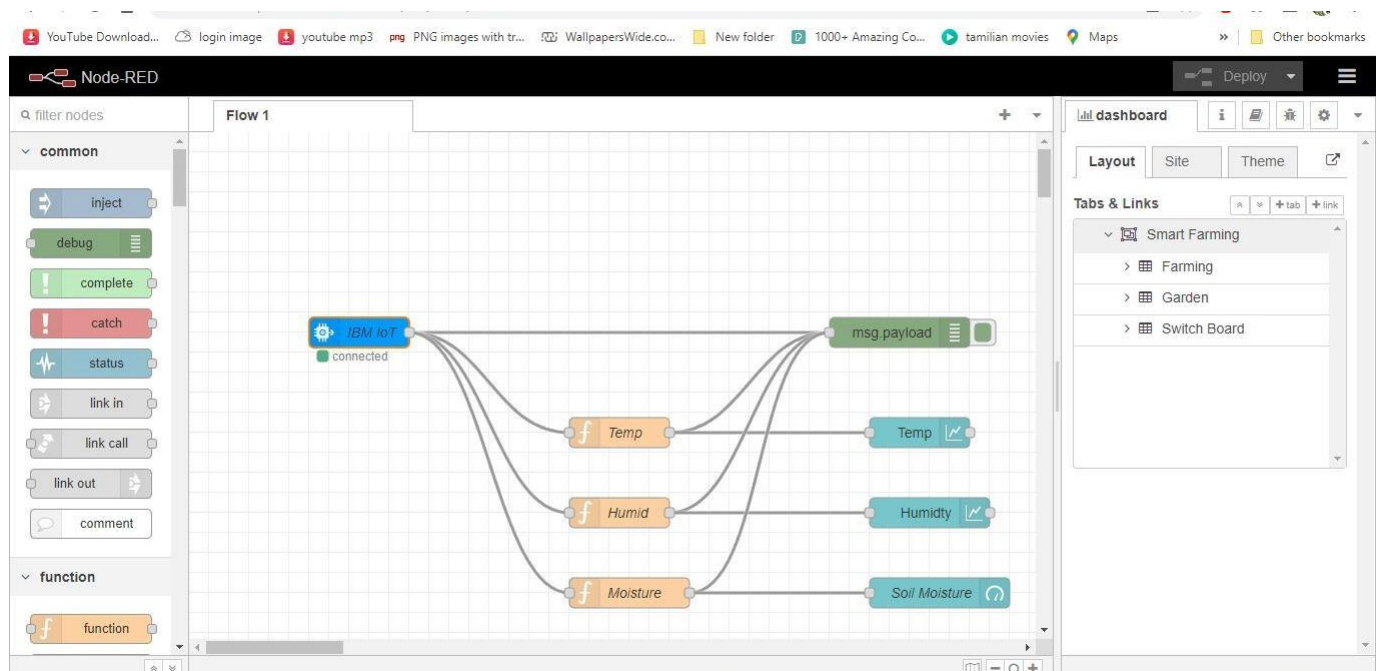 YouTube Download... login image youtube mp3 png PNG images with tr... WallpapersWide.co... New folder D 1000+ Amazing Co... tamilian movies Maps » Other bookmarks
Node-RED Deploy
filter nodes
common
inject
debug
complete
catch
status
link in
link call
link out
comment
function
function
Flow 1
IBM IoT
connected
msg.payload
Temp
Temp
Humid
Humidty
Moisture
Soil Moisture
dashboard
Layout Site Theme
Tabs & Links +tab +link
Smart Farming
Farming
Garden
Switch Board